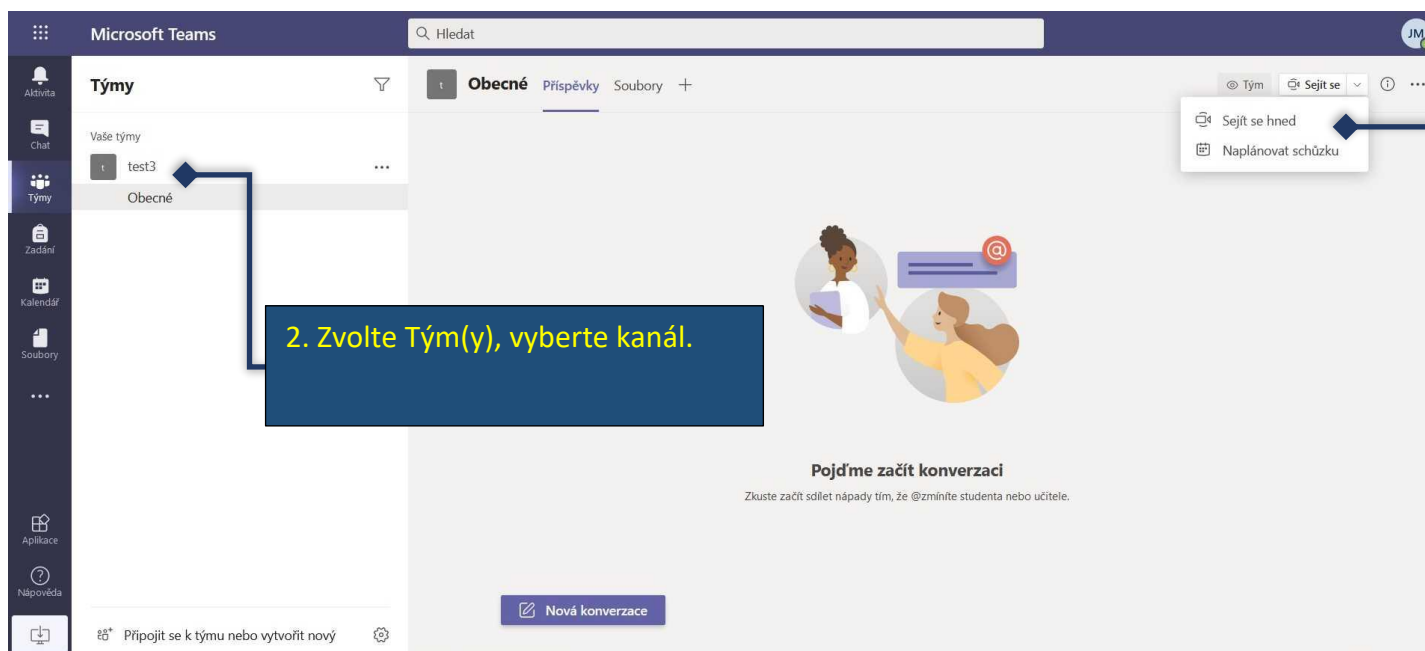 Microsoft Teams
Hledat
JM
Aktivita
Chat
Týmy
Zadání
Kalendář
Soubory
Aplikace
Nápověda
Týmy
Vaše týmy
t test3
Obecné
Připojit se k týmu nebo vytvořit nový
t Obecné Příspěvky Soubory
Tým Sejít se
Sejít se hned
Naplánovat schůzku
2. Zvolte Tým(y), vyberte kanál.
@
Pojďme začít konverzaci
Zkuste začít sdílet nápady tím, že @zmíníte studenta nebo učitele.
Nová konverzace